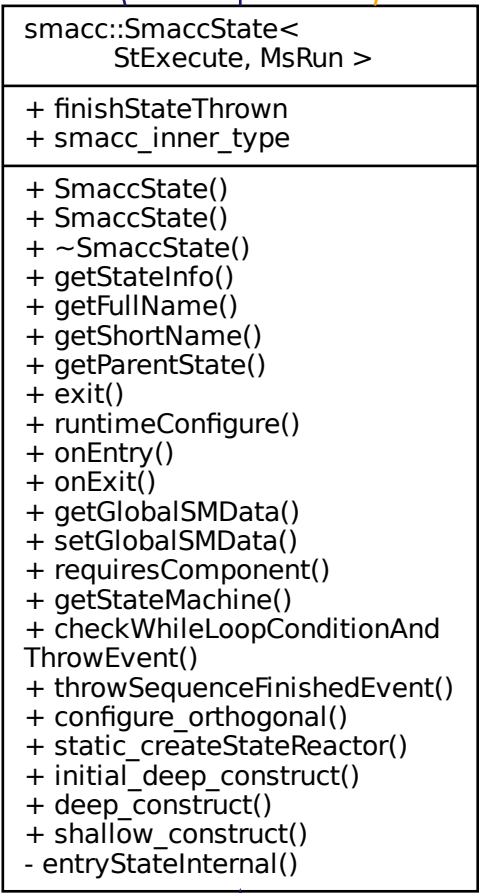 smacc::SmaccState<
StExecute, MsRun >
+ finishStateThrown
+ smacc_inner_type
+ SmaccState()
+ SmaccState()
+ ~SmaccState()
+ getStateInfo()
+ getFullName()
+ getShortName()
+ getParentState()
+ exit()
+ runtimeConfigure()
+ onEntry()
+ onExit()
+ getGlobalSMData()
+ setGlobalSMData()
+ requiresComponent()
+ getStateMachine()
+ checkWhileLoopConditionAnd
ThrowEvent()
+ throwSequenceFinishedEvent()
+ configure_orthogonal()
+ static_createStateReactor()
+ initial_deep_construct()
+ deep_construct()
+ shallow_construct()
- entryStateInternal()